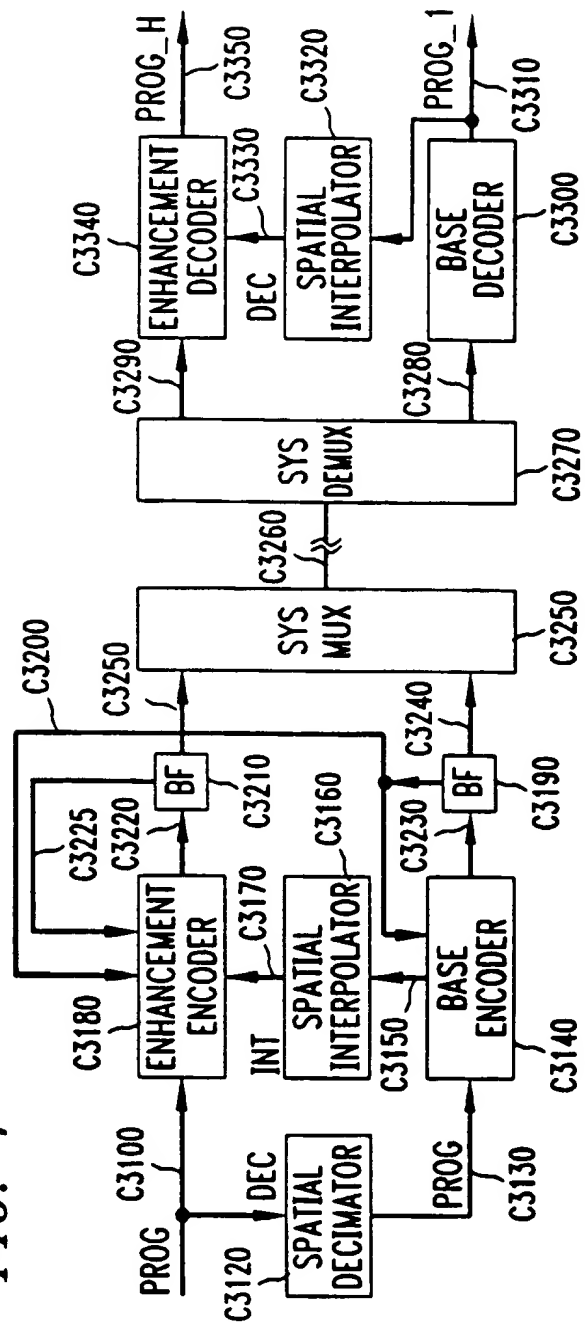 PROG
C3100
DEC
C3120
SPATIAL
DECIMATOR
PROG
C3130
C3180
ENHANCEMENT
ENCODER
INT
C3170
SPATIAL
INTERPOLATOR
C3160
C3150
BASE
ENCODER
C3140
C3225
C3220
BF
C3210
C3200
C3250
C3230
BF
C3190
C3240
SYS
MUX
C3250
C3260
SYS
DEMUX
C3270
C3290
C3280
C3340
ENHANCEMENT
DECODER
PROG_H
C3350
DEC
C3330
SPATIAL
INTERPOLATOR
C3320
BASE
DECODER
C3300
PROG_1
C3310